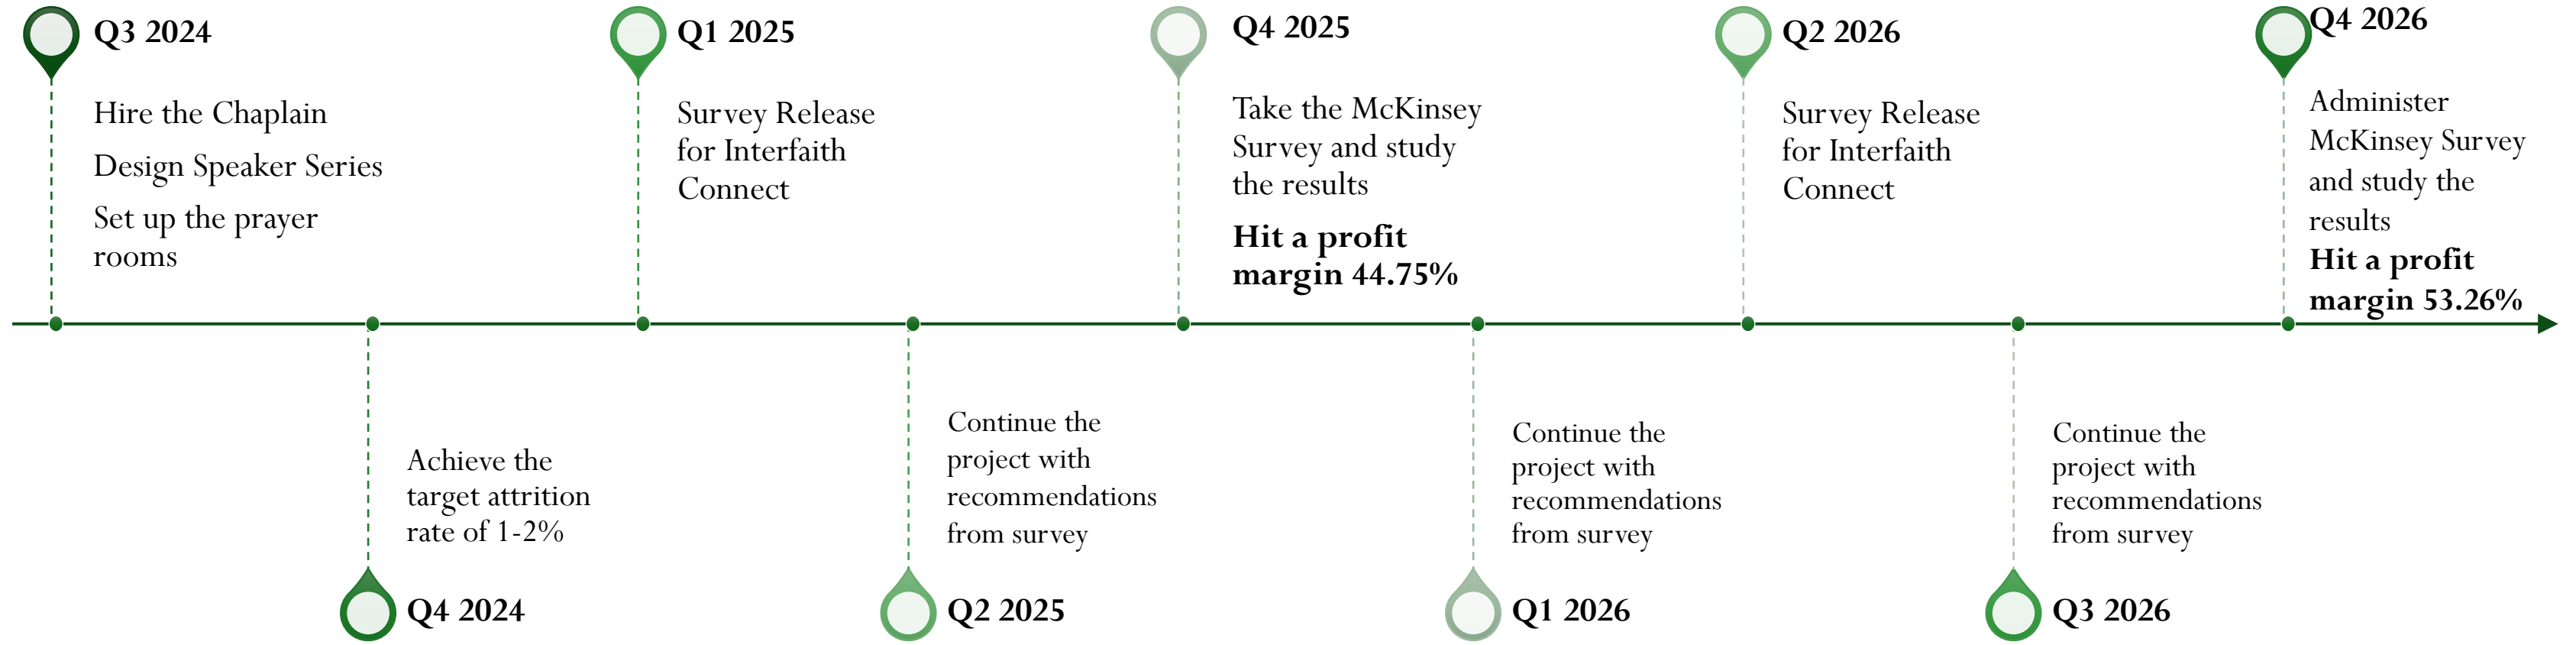 Q3 2024
Hire the Chaplain
Design Speaker Series
Set up the prayer
rooms
Achieve the
target attrition
rate of 1-2%
Q4 2024
Q1 2025
Survey Release
for Interfaith
Connect
Continue the
project with
recommendations
from survey
Q2 2025
Q4 2025
Take the McKinsey
Survey and study
the results
Hit a profit
margin 44.75%
Continue the
project with
recommendations
from survey
Q1 2026
Q2 2026
Survey Release
for Interfaith
Connect
Continue the
project with
recommendations
from survey
Q3 2026
Q4 2026
Administer
McKinsey Survey
and study the
results
Hit a profit
margin 53.26%